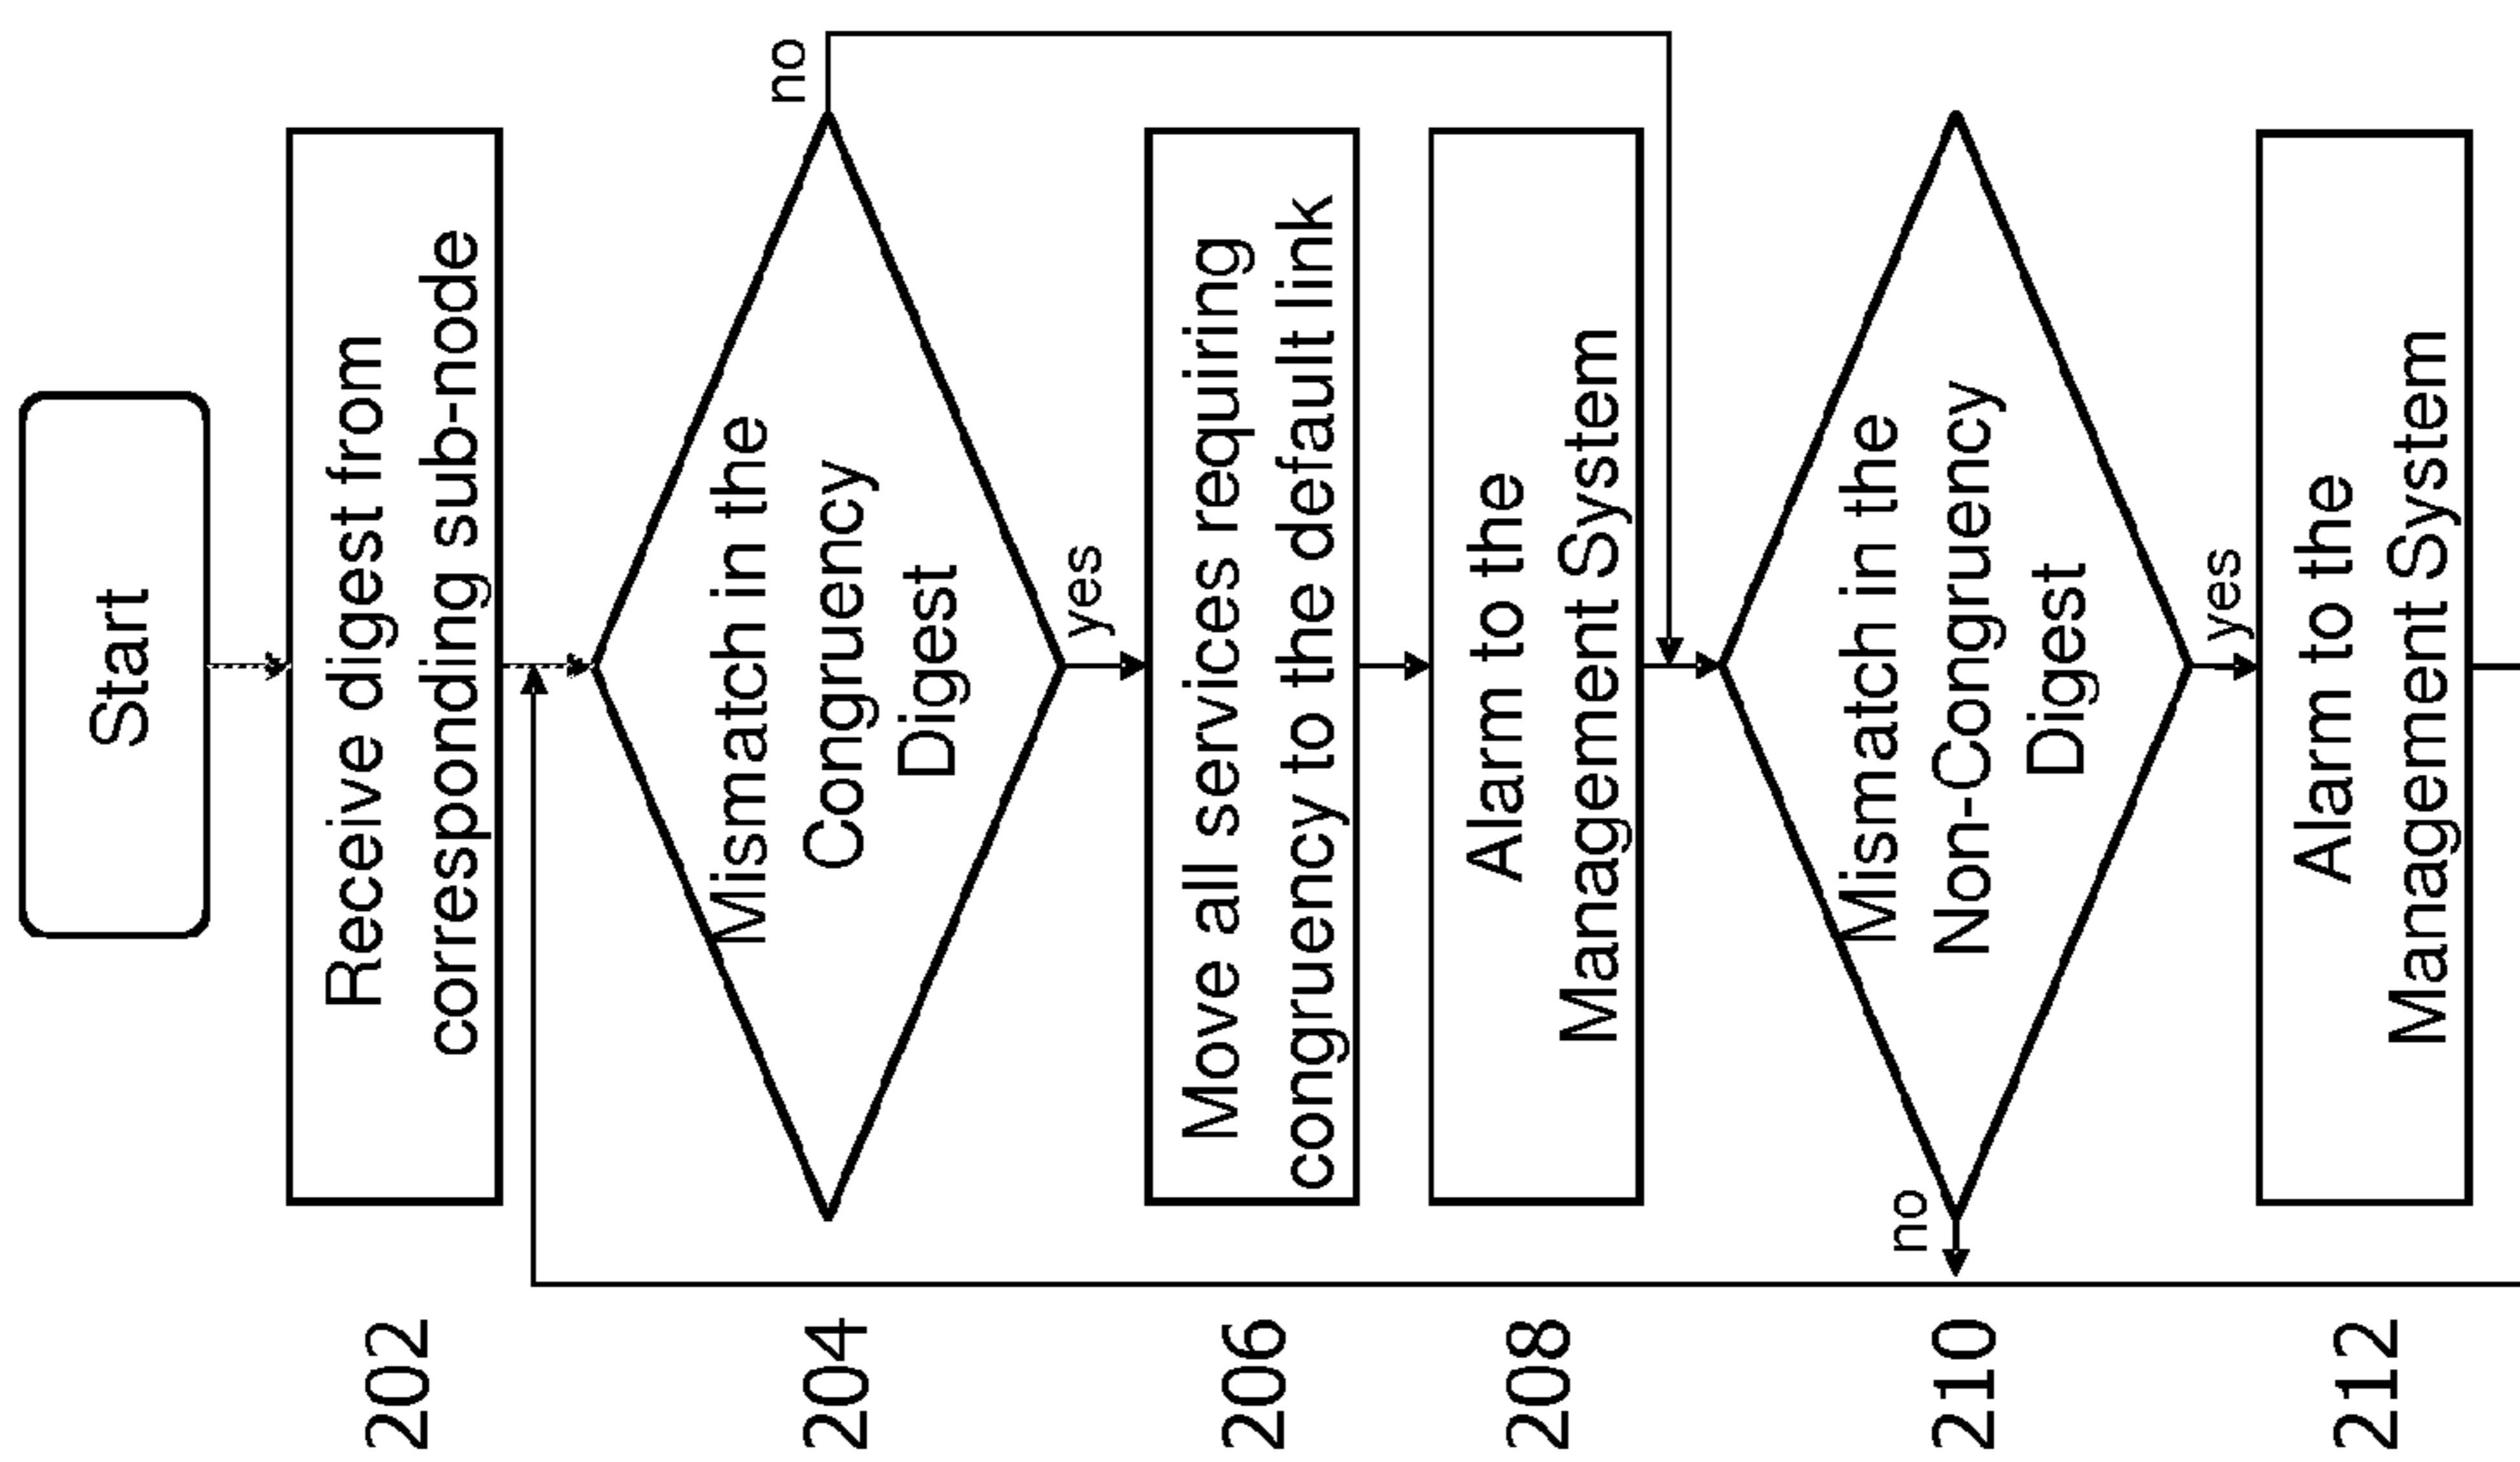 Start
202
Receive digest from
corresponding sub-node
204
Mismatch in the
Congruency
Digest
no
yes
206
Move all services requiring
congruency to the default link
208
Alarm to the
Management System
210
Mismatch in the
Non-Congruency
Digest
no
yes
212
Alarm to the
Management System